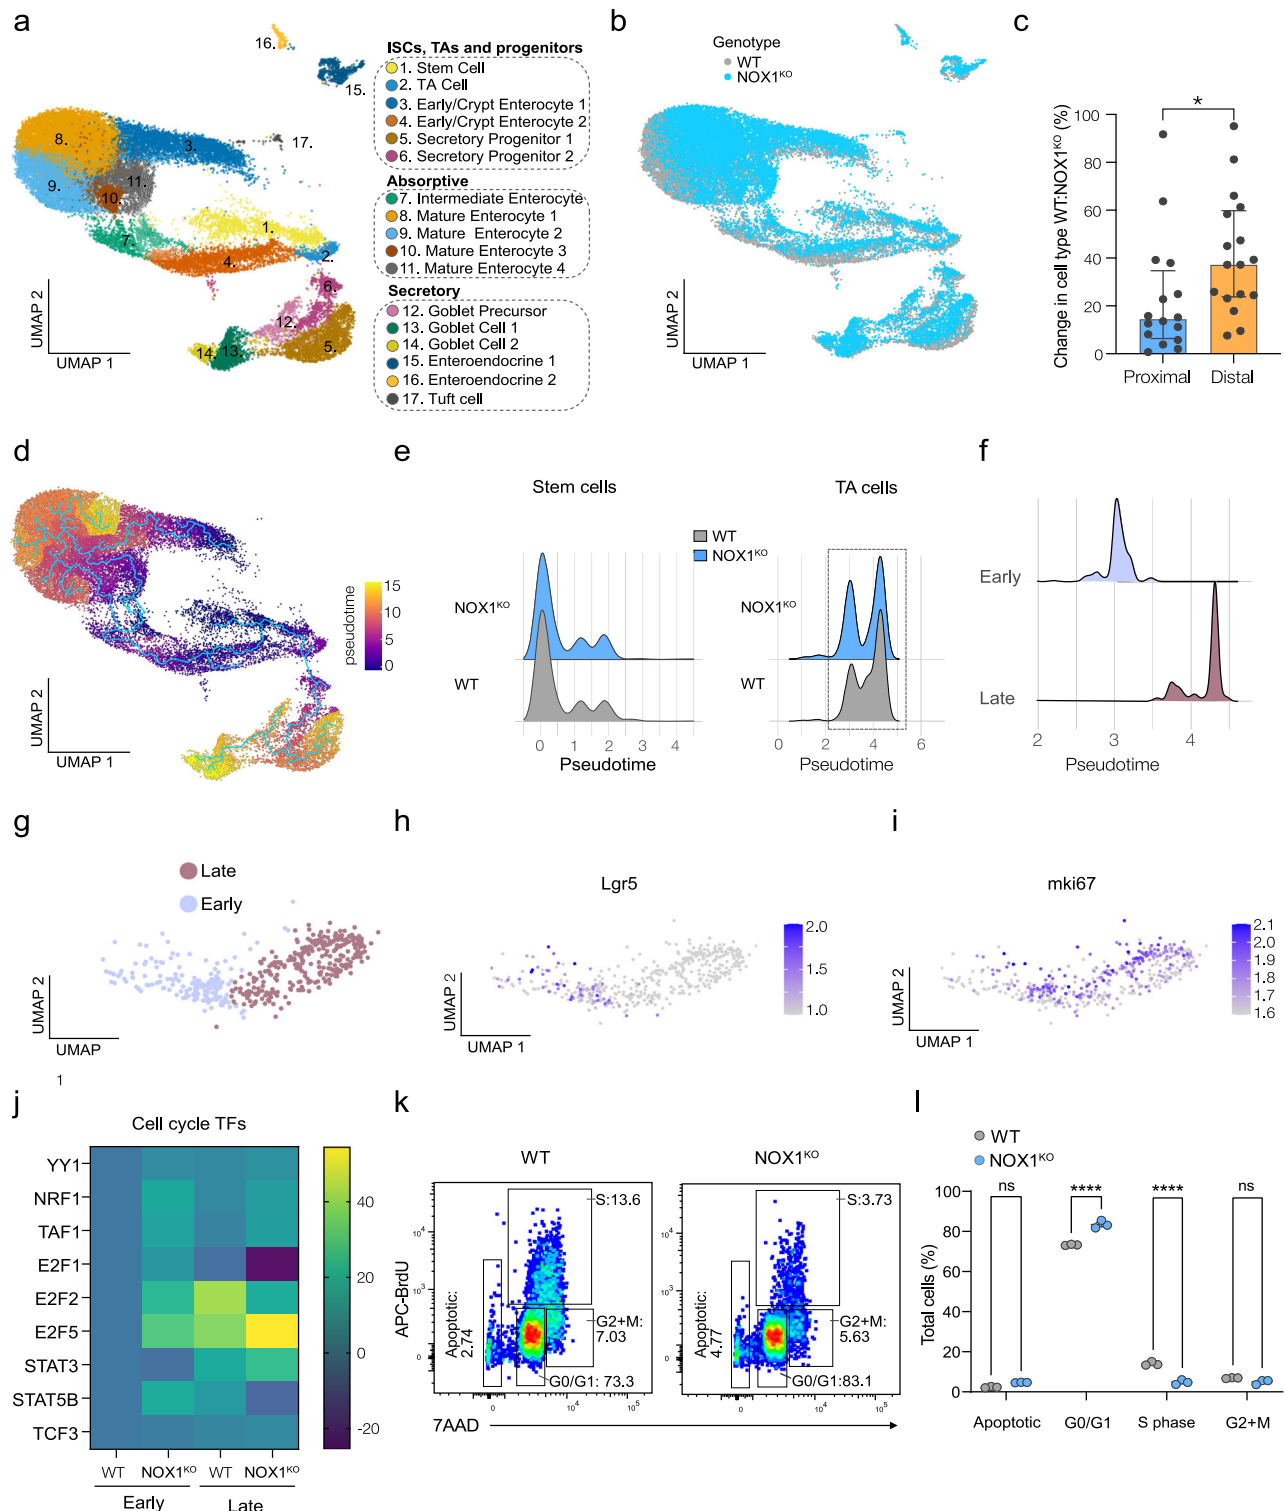 a
16.
15.
17.
8.
3.
9.
11.
10.
7.
1.
4.
2.
6.
12.
5.
14.
13.
UMAP 2
UMAP 1
ISCs, TAs and progenitors
1. Stem Cell
2. TA Cell
3. Early/Crypt Enterocyte 1
4. Early/Crypt Enterocyte 2
5. Secretory Progenitor 1
6. Secretory Progenitor 2
Absorptive
7. Intermediate Enterocyte
8. Mature Enterocyte 1
9. Mature Enterocyte 2
10. Mature Enterocyte 3
11. Mature Enterocyte 4
Secretory
12. Goblet Precursor
13. Goblet Cell 1
14. Goblet Cell 2
15. Enteroendocrine 1
16. Enteroendocrine 2
17. Tuft cell
b
Genotype
WT
NOX1KO
UMAP 2
UMAP 1
c
Change in cell type WT:NOX1KO (%)
*
100
80
60
40
20
0
Proximal Distal
d
pseudotime
15
10
5
0
UMAP 2
UMAP 1
e
Stem cells
TA cells
WT
NOX1KO
NOX1KO
WT
0 1 2 3 4
Pseudotime
NOX1KO
WT
0 2 4 6
Pseudotime
f
Early
Late
2 3 4
Pseudotime
g
Late
Early
UMAP 2
UMAP
1
h
Lgr5
2.0
1.5
1.0
UMAP 2
UMAP 1
i
mki67
2.1
2.0
1.9
1.8
1.7
1.6
UMAP 2
UMAP 1
j
Cell cycle TFs
YY1
NRF1
TAF1
E2F1
E2F2
E2F5
STAT3
STAT5B
TCF3
40
20
0
-20
WT NOX1KO WT NOX1KO
Early Late
k
WT
NOX1KO
APC-BrdU
10⁴
10³
0
S:13.6
Apoptotic:
2.74
G2+M:
7.03
G0/G1: 73.3
0 10⁴ 10⁵
10⁴
10³
0
S:3.73
Apoptotic:
4.77
G2+M:
5.63
G0/G1:83.1
0 10⁴ 10⁵
7AAD
l
WT
NOX1KO
ns **** **** ns
Total cells (%)
100
80
60
40
20
0
Apoptotic G0/G1 S phase G2+M